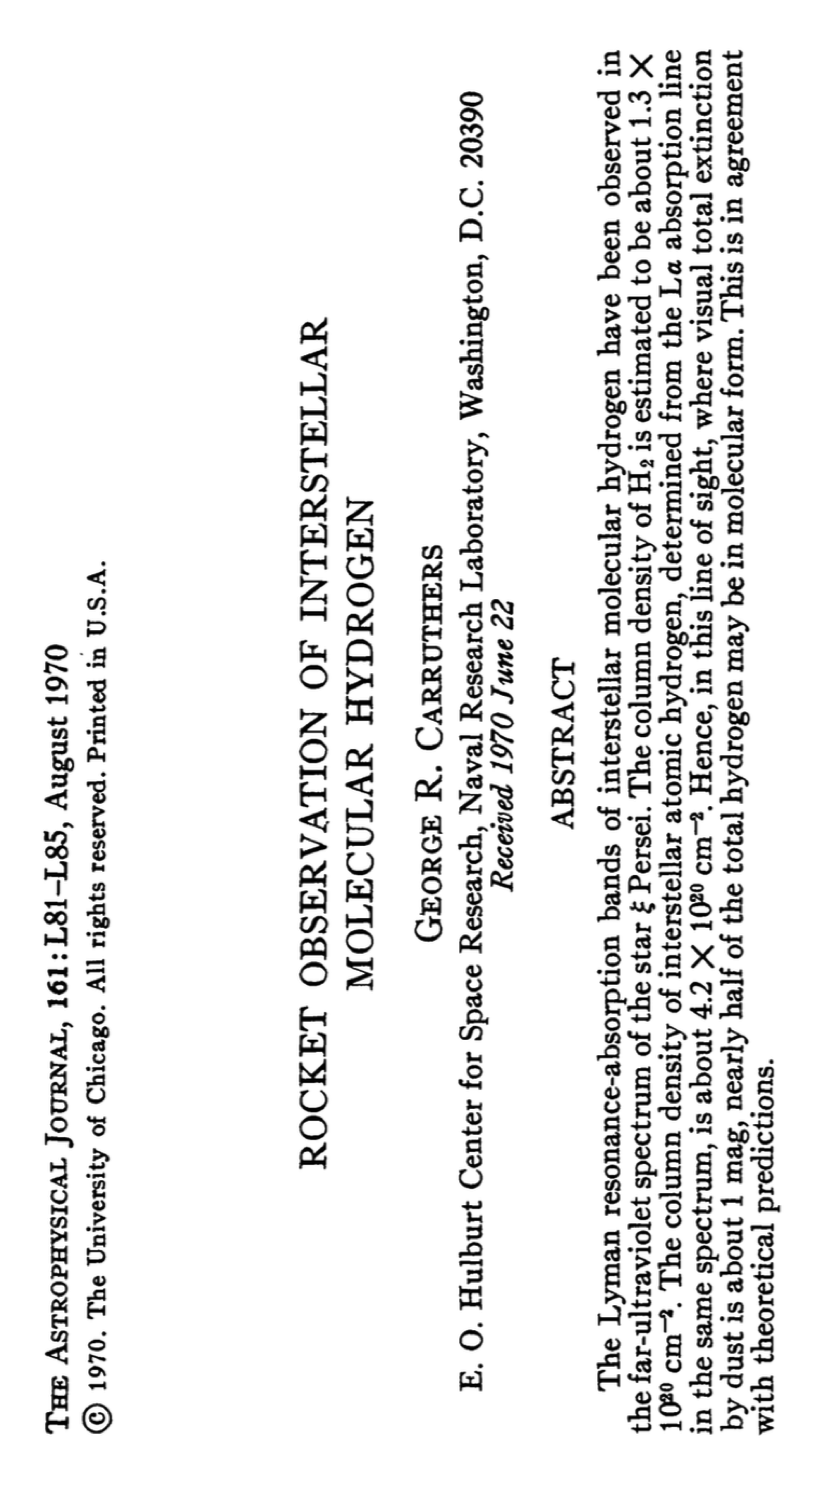 THE ASTROPHYSICAL JOURNAL, 161:L81–L85, August 1970
© 1970. The University of Chicago. All rights reserved. Printed in U.S.A.
ROCKET OBSERVATION OF INTERSTELLAR
MOLECULAR HYDROGEN
GEORGE R. CARRUTHERS
E. O. Hulburt Center for Space Research, Naval Research Laboratory, Washington, D.C. 20390
Received 1970 June 22
ABSTRACT
The Lyman resonance-absorption bands of interstellar molecular hydrogen have been observed in
the far-ultraviolet spectrum of the star ξ Persei. The column density of H₂ is estimated to be about 1.3 ×
10²⁰ cm⁻². The column density of interstellar atomic hydrogen, determined from the Lα absorption line
in the same spectrum, is about 4.2 × 10²⁰ cm⁻². Hence, in this line of sight, where visual total extinction
by dust is about 1 mag, nearly half of the total hydrogen may be in molecular form. This is in agreement
with theoretical predictions.